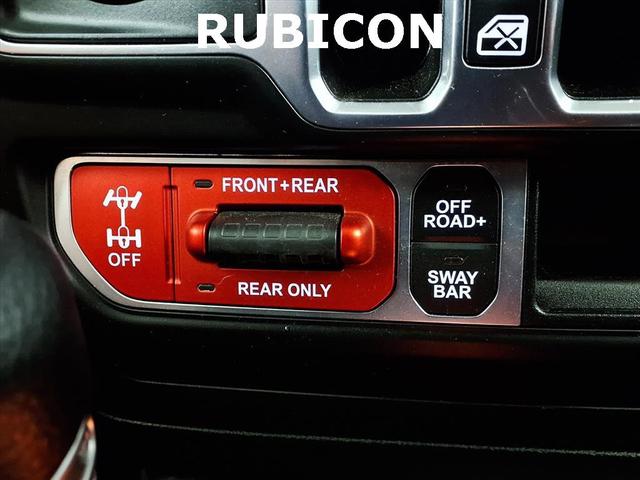 RUBICON
FRONT+REAR
OFF
REAR ONLY
OFF
ROAD+
SWAY
BAR